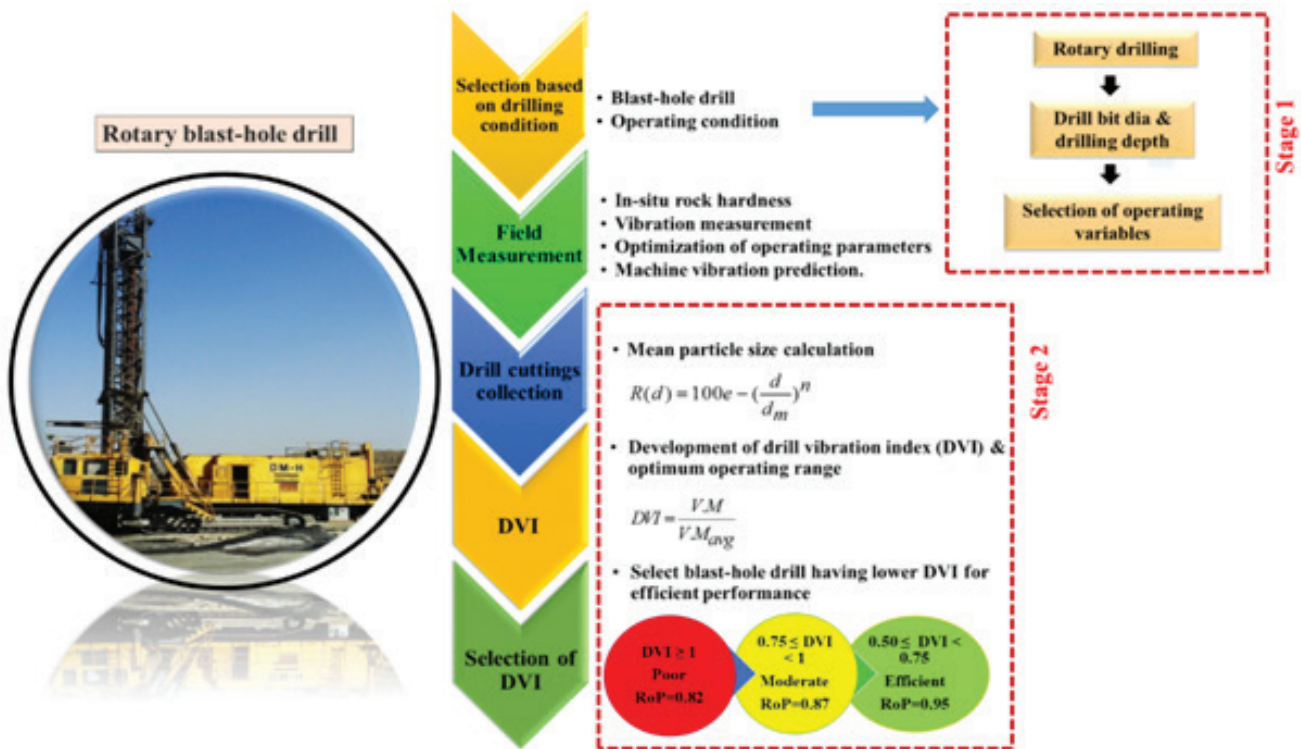 Rotary blast-hole drill
DM-H
Selection based
on drilling
condition
• Blast-hole drill
• Operating condition
Rotary drilling
Drill bit dia &
drilling depth
Selection of operating
variables
Stage 1
Field
Measurement
• In-situ rock hardness
• Vibration measurement
• Optimization of operating parameters
• Machine vibration prediction.
Drill cuttings
collection
DVI
Selection of
DVI
• Mean particle size calculation
R(d) = 100e − (d/d_m)^n
• Development of drill vibration index (DVI) &
optimum operating range
DVI = V.M/V.M_avg
• Select blast-hole drill having lower DVI for
efficient performance
DVI ≥ 1
Poor
RoP=0.82
0.75 ≤ DVI
< 1
Moderate
RoP=0.87
0.50 ≤ DVI <
0.75
Efficient
RoP=0.95
Stage 2